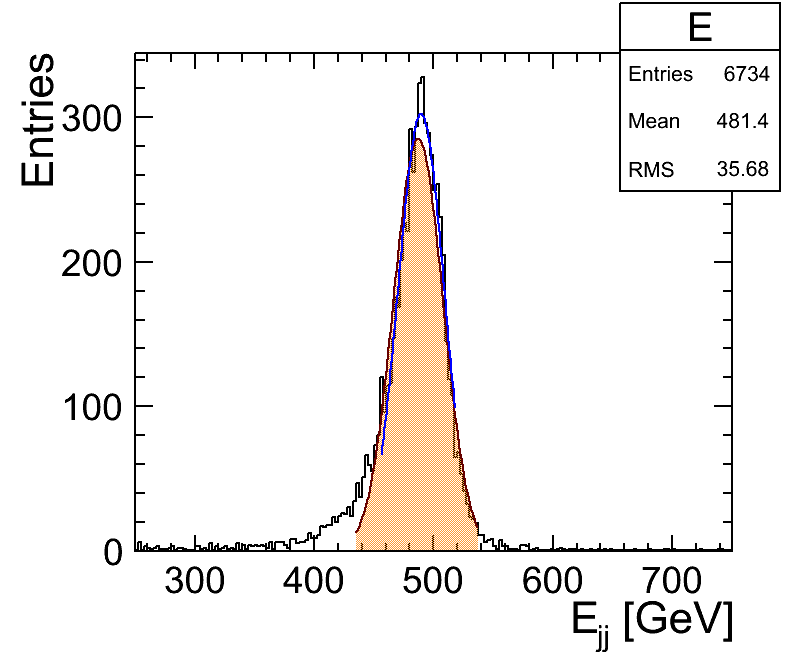 E
Entries 6734
Mean 481.4
RMS 35.68
Entries
300
200
100
0
300 400 500 600 700
E_jj [GeV]